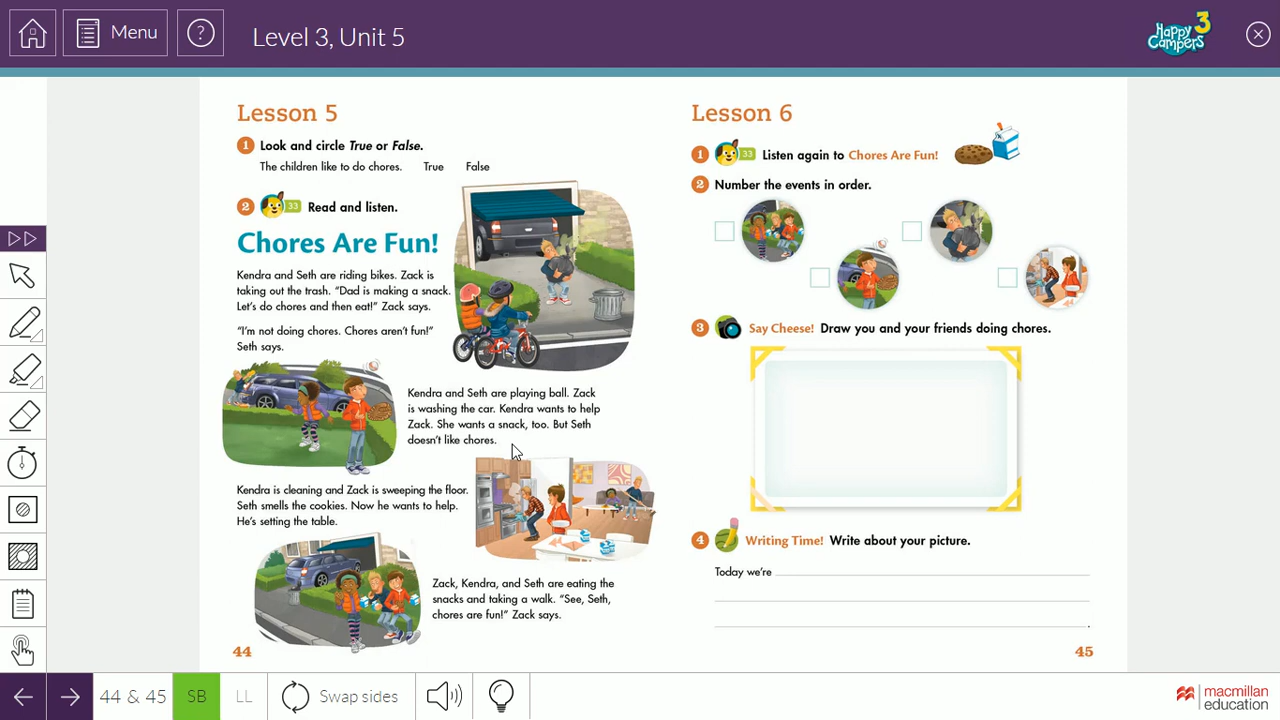 Menu
?
Level 3, Unit 5
Happy Campers 3
Lesson 5
1 Look and circle True or False.
The children like to do chores. True False
2 33 Read and listen.
Chores Are Fun!
Kendra and Seth are riding bikes. Zack is
taking out the trash. “Dad is making a snack.
Let’s do chores and then eat!” Zack says.
“I’m not doing chores. Chores aren’t fun!”
Seth says.
Kendra and Seth are playing ball. Zack
is washing the car. Kendra wants to help
Zack. She wants a snack, too. But Seth
doesn’t like chores.
Kendra is cleaning and Zack is sweeping the floor.
Seth smells the cookies. Now he wants to help.
He’s setting the table.
Zack, Kendra, and Seth are eating the
snacks and taking a walk. “See, Seth,
chores are fun!” Zack says.
44
Lesson 6
1 33 Listen again to Chores Are Fun!
2 Number the events in order.
3 Say Cheese! Draw you and your friends doing chores.
4 Writing Time! Write about your picture.
Today we’re
.
45
44 & 45
SB
LL
Swap sides
macmillan
education